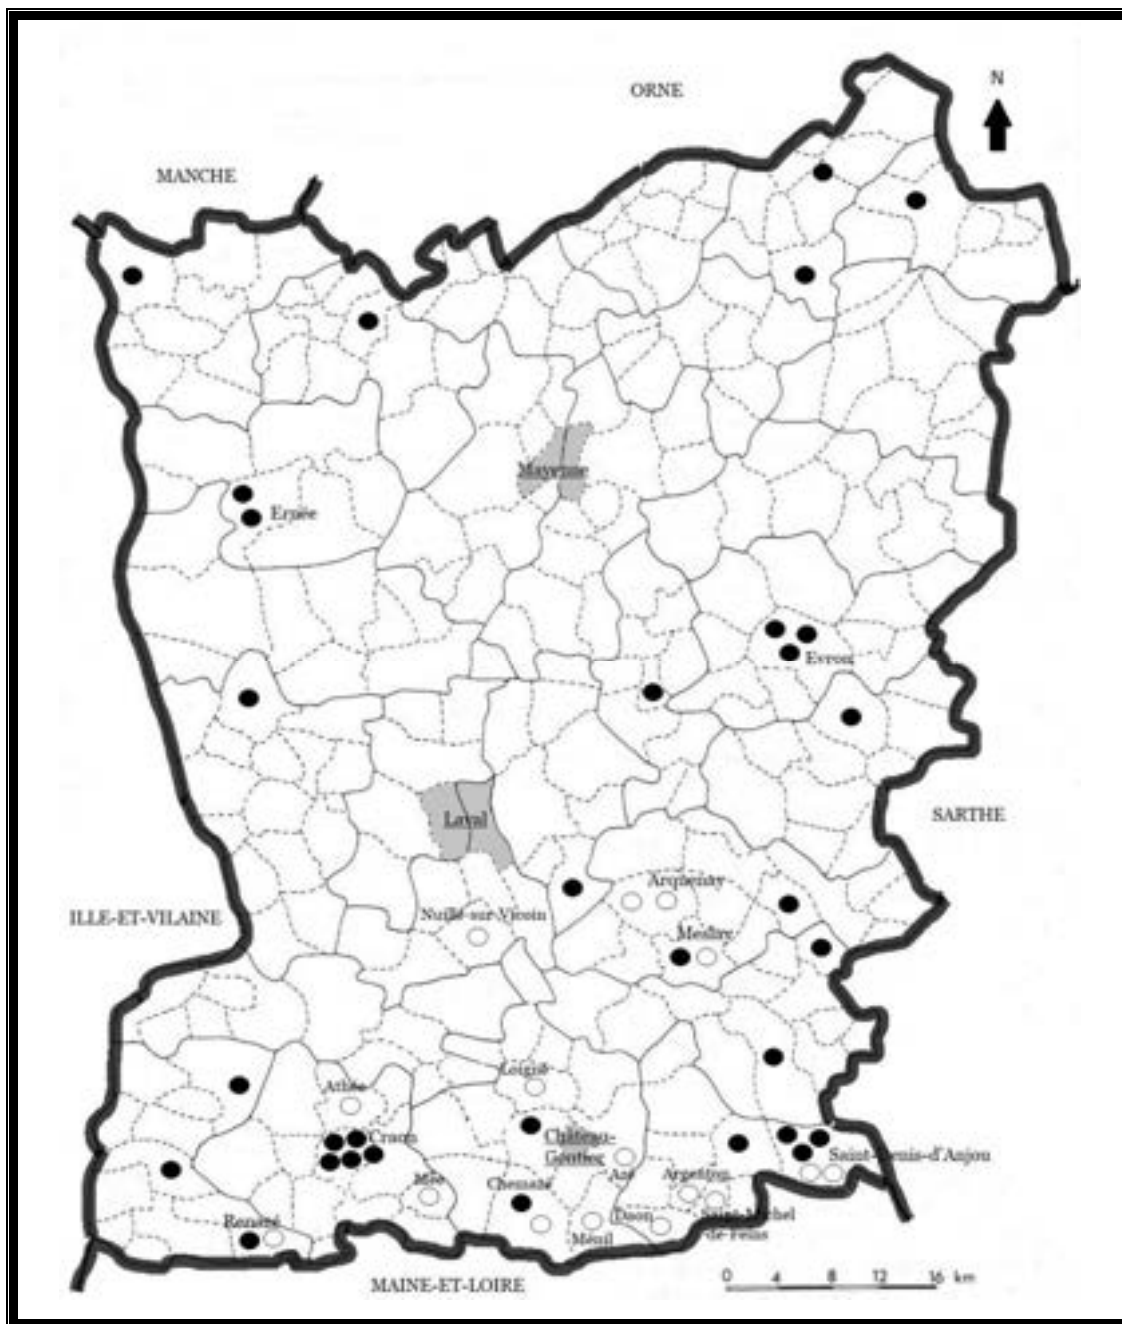 ORNE
N
MANCHE
Mayenne
Ernée
Evron
Laval
SARTHE
Arquenay
ILLE-ET-VILAINE
Nuillé-sur-Vicoin
Meslay
Loigné
Athée
Craon
Château-
Gontier
Saint-Denis-d'Anjou
Azé
Argenton
Mée
Chemazé
Daon
Saint-Michel
-de-Feins
Renazé
Ménil
MAINE-ET-LOIRE
0 4 8 12 16 km